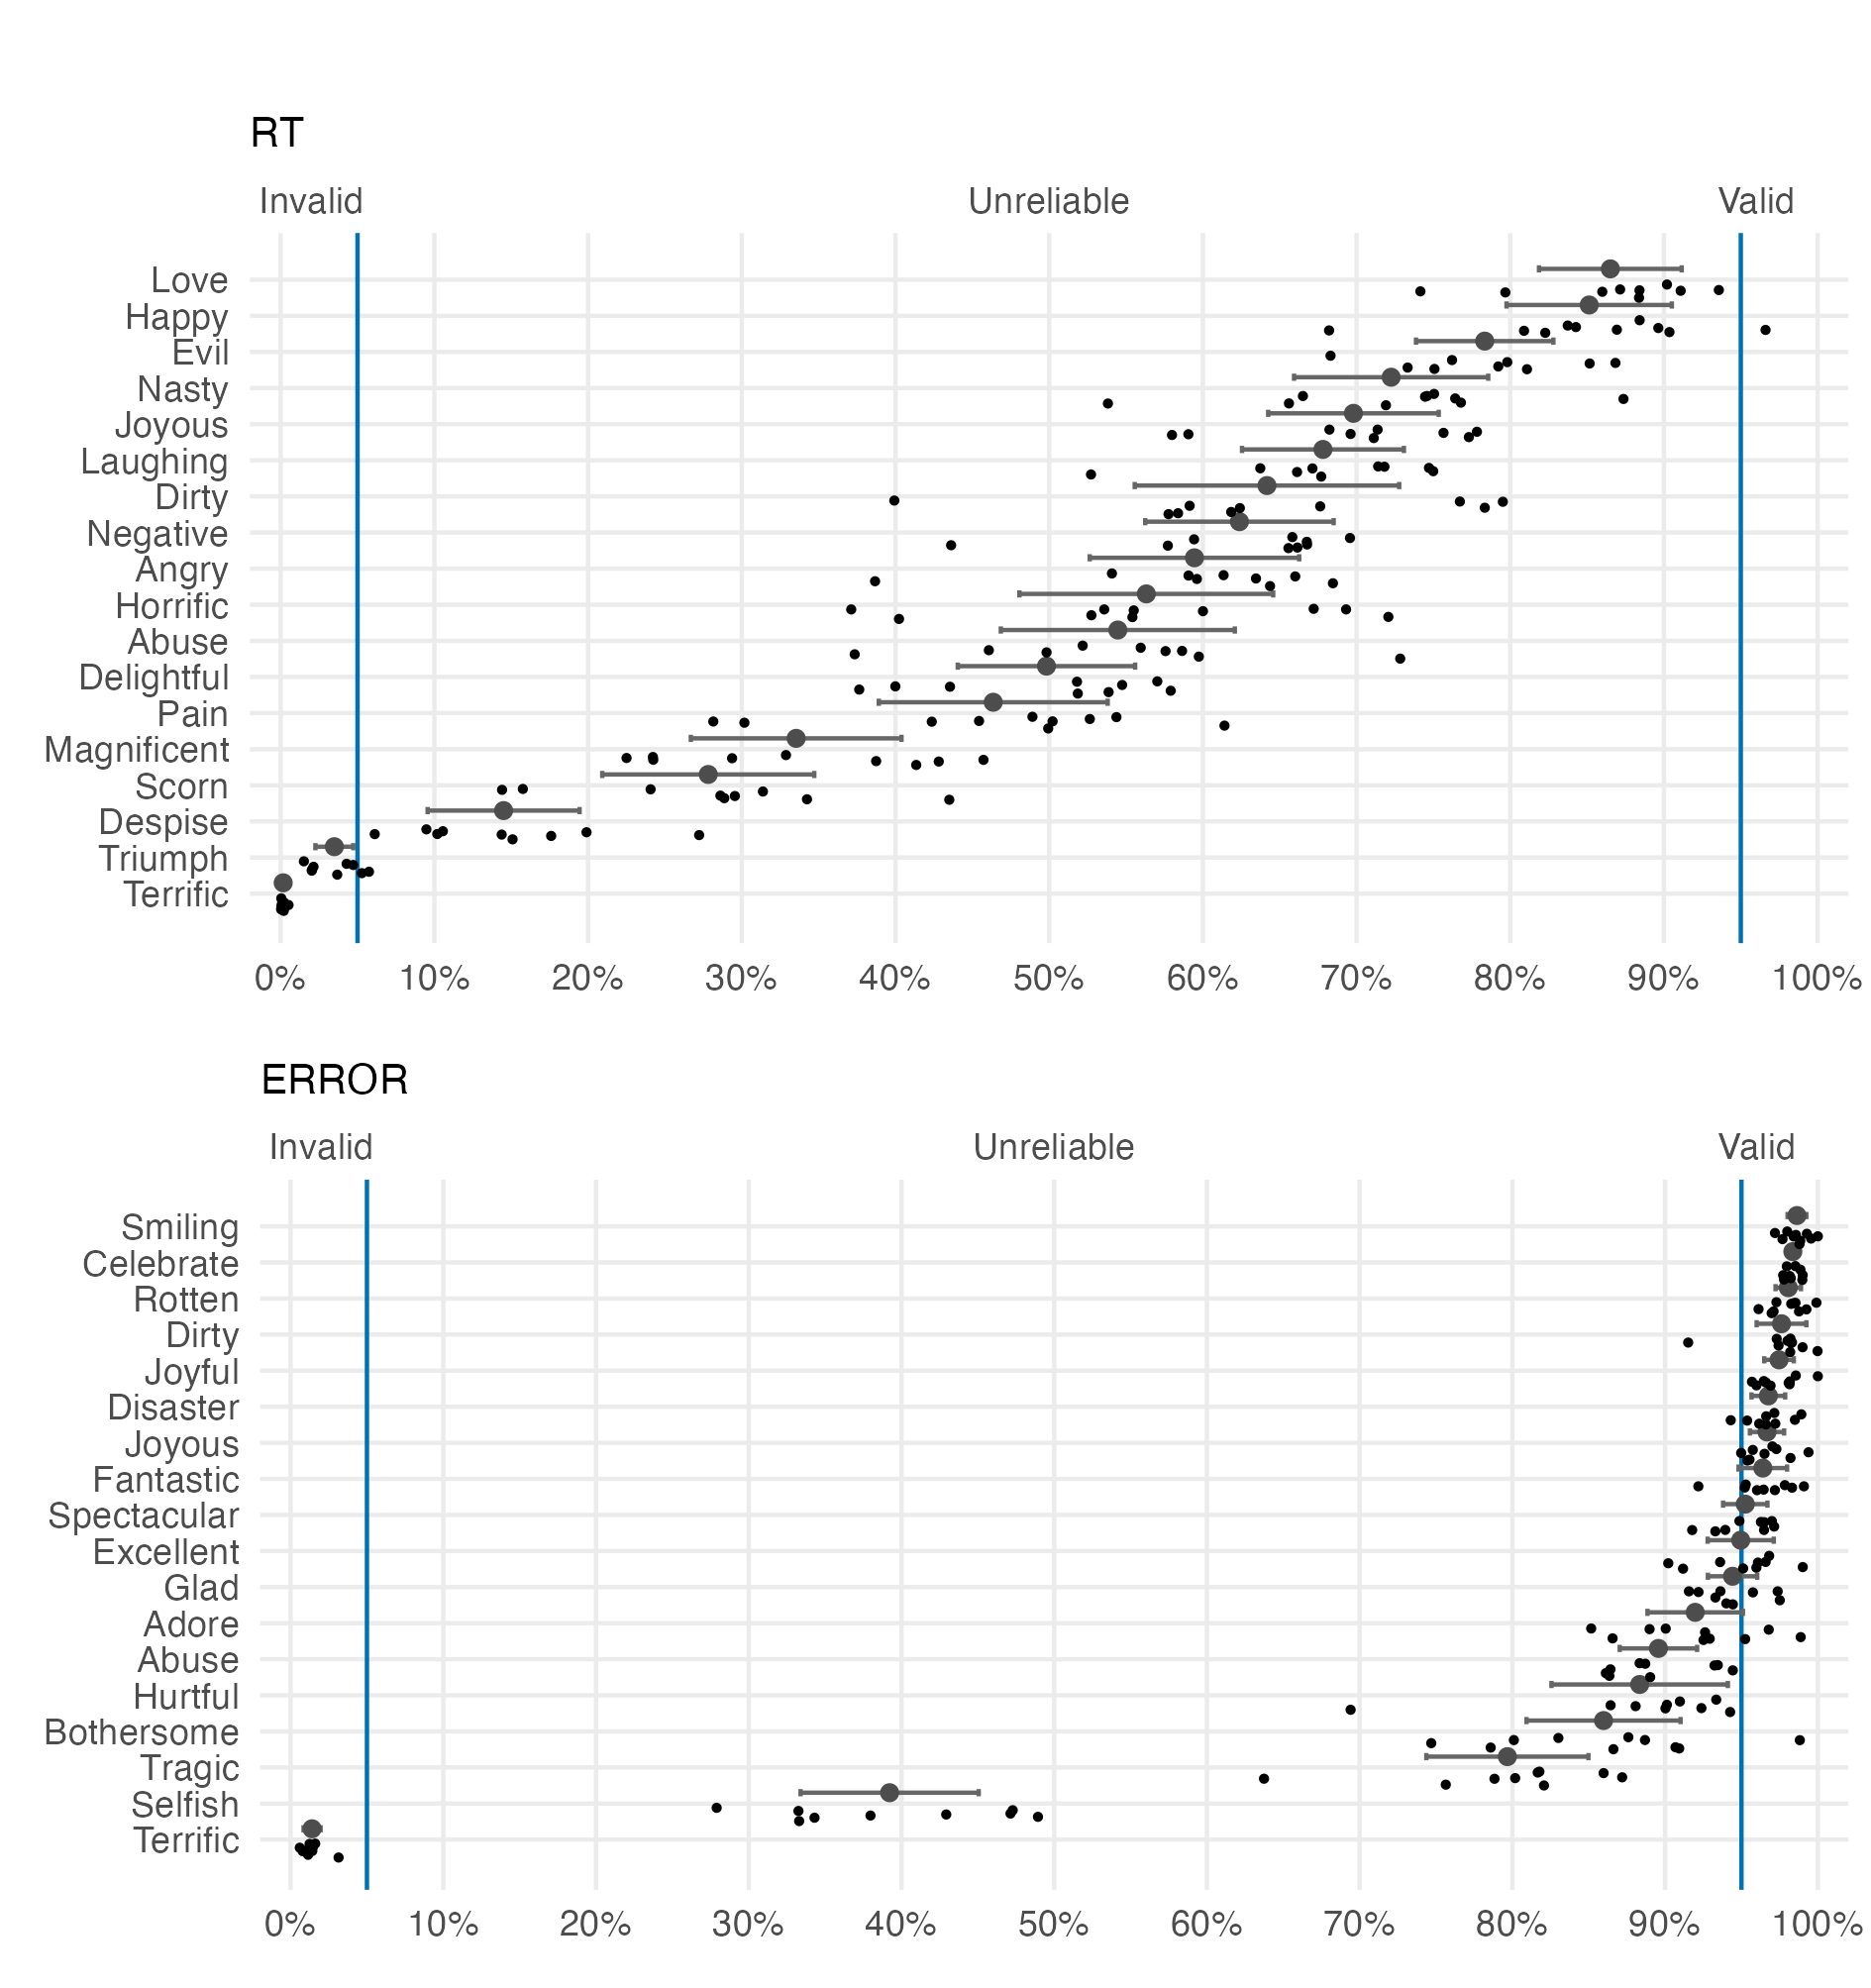 RT
Invalid Unreliable Valid
Love
Happy
Evil
Nasty
Joyous
Laughing
Dirty
Negative
Angry
Horrific
Abuse
Delightful
Pain
Magnificent
Scorn
Despise
Triumph
Terrific
0% 10% 20% 30% 40% 50% 60% 70% 80% 90% 100%
ERROR
Invalid Unreliable Valid
Smiling
Celebrate
Rotten
Dirty
Joyful
Disaster
Joyous
Fantastic
Spectacular
Excellent
Glad
Adore
Abuse
Hurtful
Bothersome
Tragic
Selfish
Terrific
0% 10% 20% 30% 40% 50% 60% 70% 80% 90% 100%